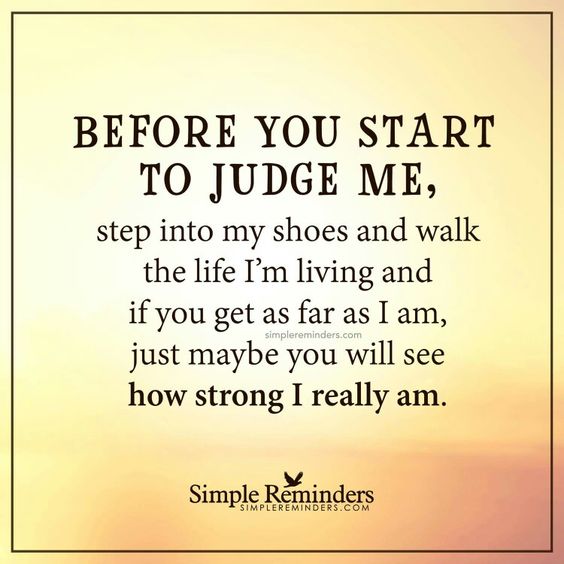 BEFORE YOU START
TO JUDGE ME,
step into my shoes and walk
the life I’m living and
if you get as far as I am,
simplereminders.com
just maybe you will see
how strong I really am.
Simple Reminders
SIMPLEREMINDERS.COM